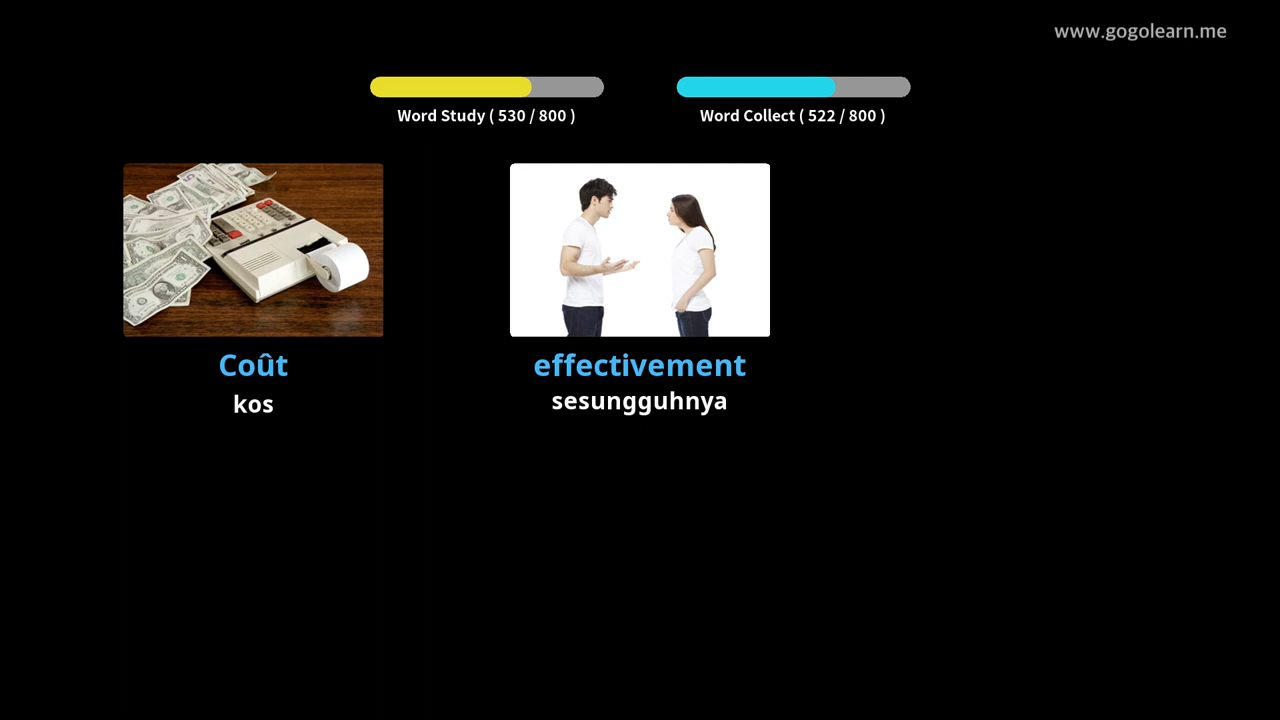 www.gogolearn.me
Word Study ( 530 / 800 )
Word Collect ( 522 / 800 )
Coût
kos
effectivement
sesungguhnya